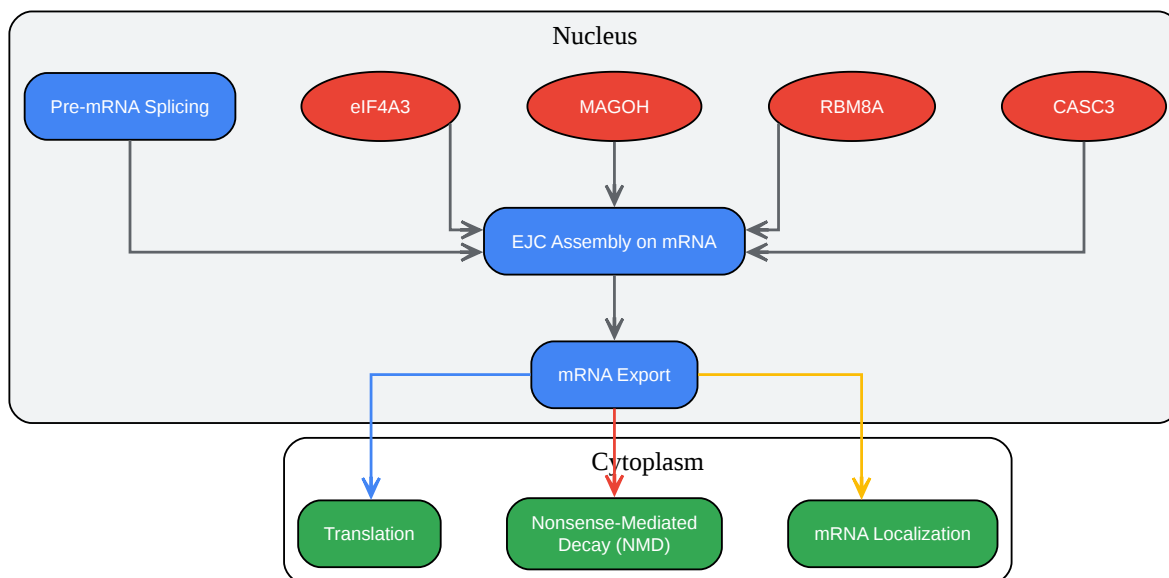 Nucleus
Pre-mRNA Splicing
eIF4A3
MAGOH
RBM8A
CASC3
EJC Assembly on mRNA
mRNA Export
Cytoplasm
Translation
Nonsense-Mediated
Decay (NMD)
mRNA Localization